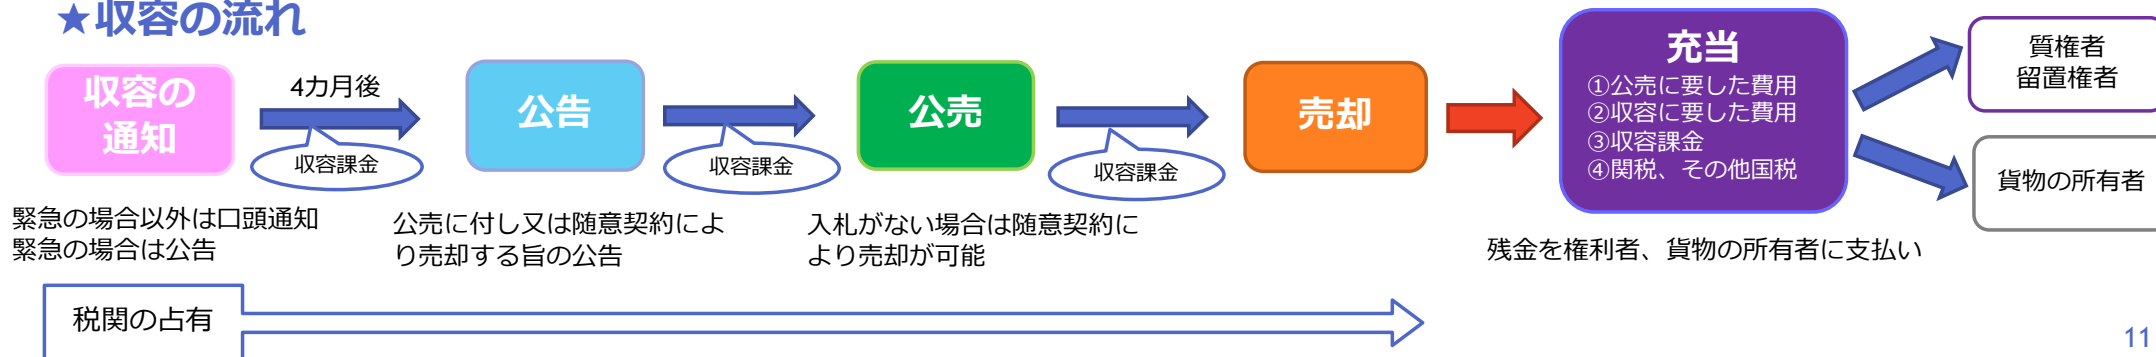 ★収容の流れ
収容の
通知
4カ月後
収容課金
公告
収容課金
公売
収容課金
売却
充当
①公売に要した費用
②収容に要した費用
③収容課金
④関税、その他国税
質権者
留置権者
貨物の所有者
緊急の場合以外は口頭通知
緊急の場合は公告
公売に付し又は随意契約によ
り売却する旨の公告
入札がない場合は随意契約に
より売却が可能
残金を権利者、貨物の所有者に支払い
税関の占有
11